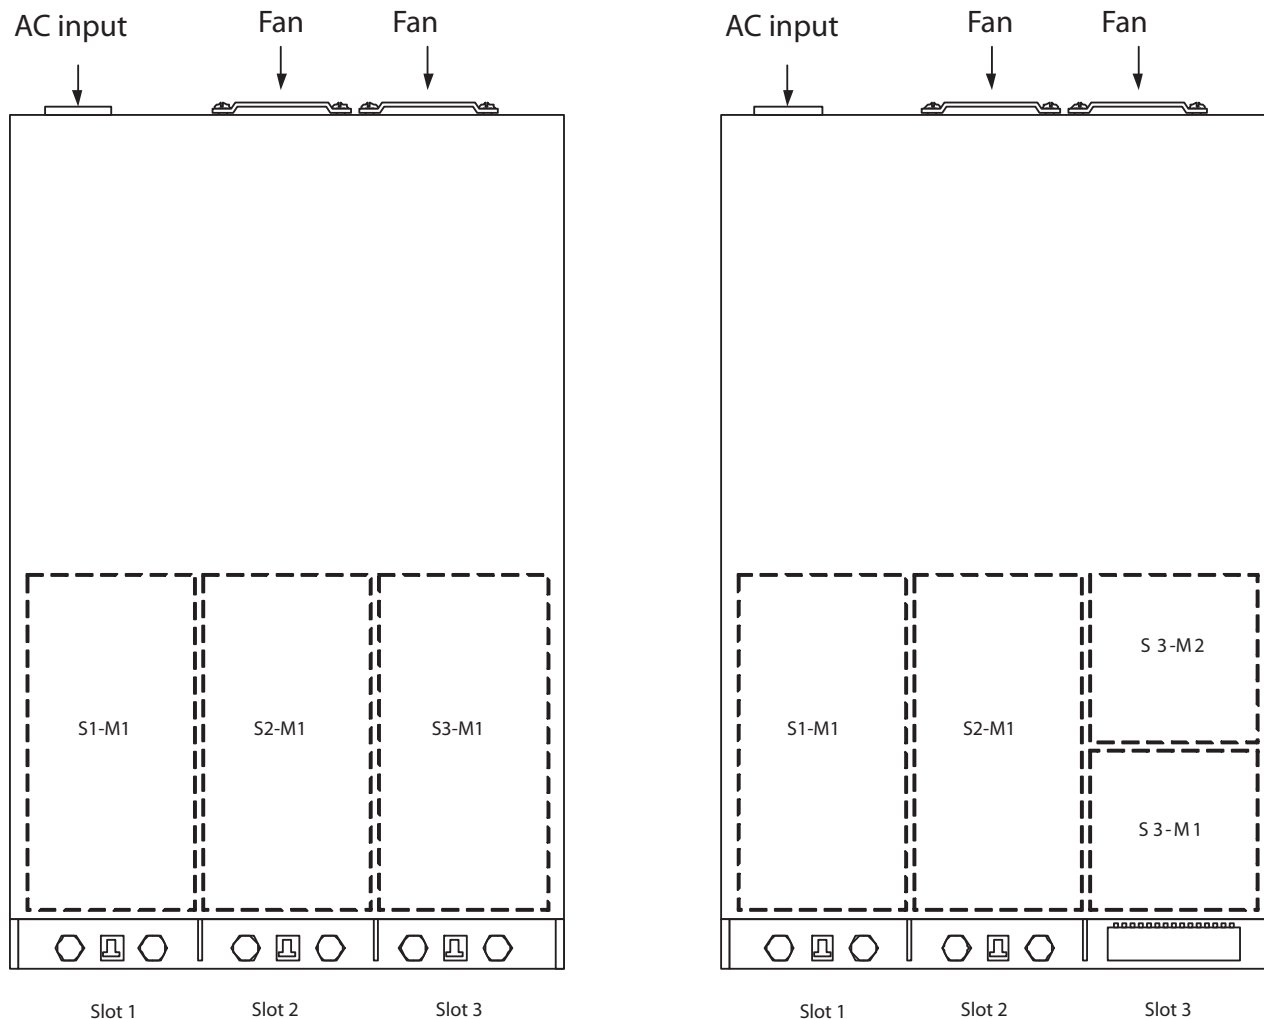 AC input Fan Fan
AC input Fan Fan
S1-M1 S2-M1 S3-M1
S1-M1 S2-M1 S 3-M2
S 3-M1
Slot 1 Slot 2 Slot 3
Slot 1 Slot 2 Slot 3